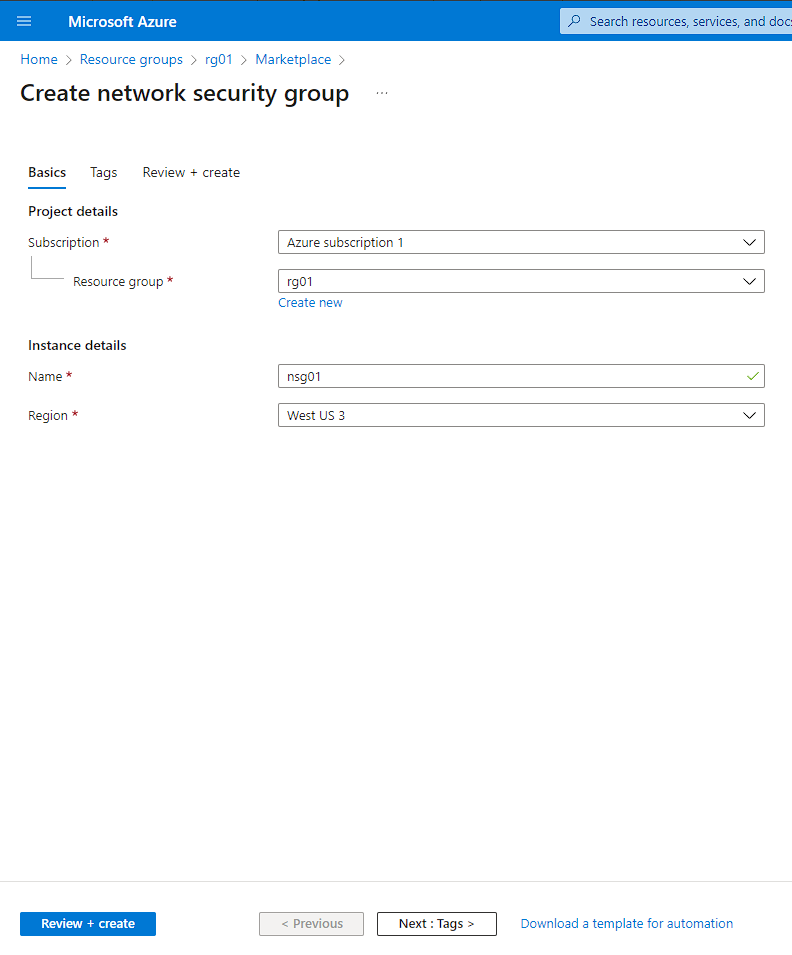 Microsoft Azure
Search resources, services, and docs
Home > Resource groups > rg01 > Marketplace >
Create network security group ...
Basics Tags Review + create
Project details
Subscription * Azure subscription 1
Resource group * rg01
Create new
Instance details
Name * nsg01
Region * West US 3
Review + create < Previous Next : Tags > Download a template for automation